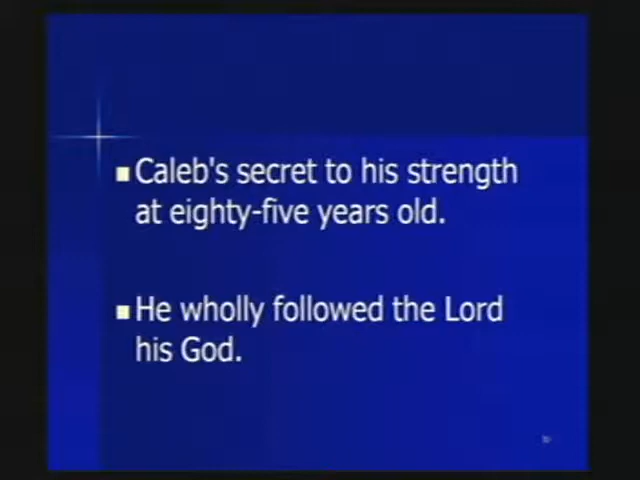 Caleb's secret to his strength
at eighty-five years old.
He wholly followed the Lord
his God.